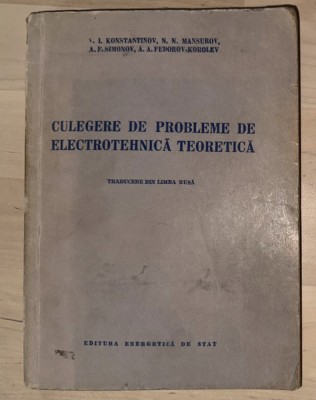 V. I. KONSTANTINOV, N. N. MANSUROV,
A. F. SIMONOV, A. A. FEDOROV-KOROLEV
CULEGERE DE PROBLEME DE
ELECTROTEHNICĂ TEORETICĂ
TRADUCERE DIN LIMBA RUSĂ
EDITURA ENERGETICĂ DE STAT